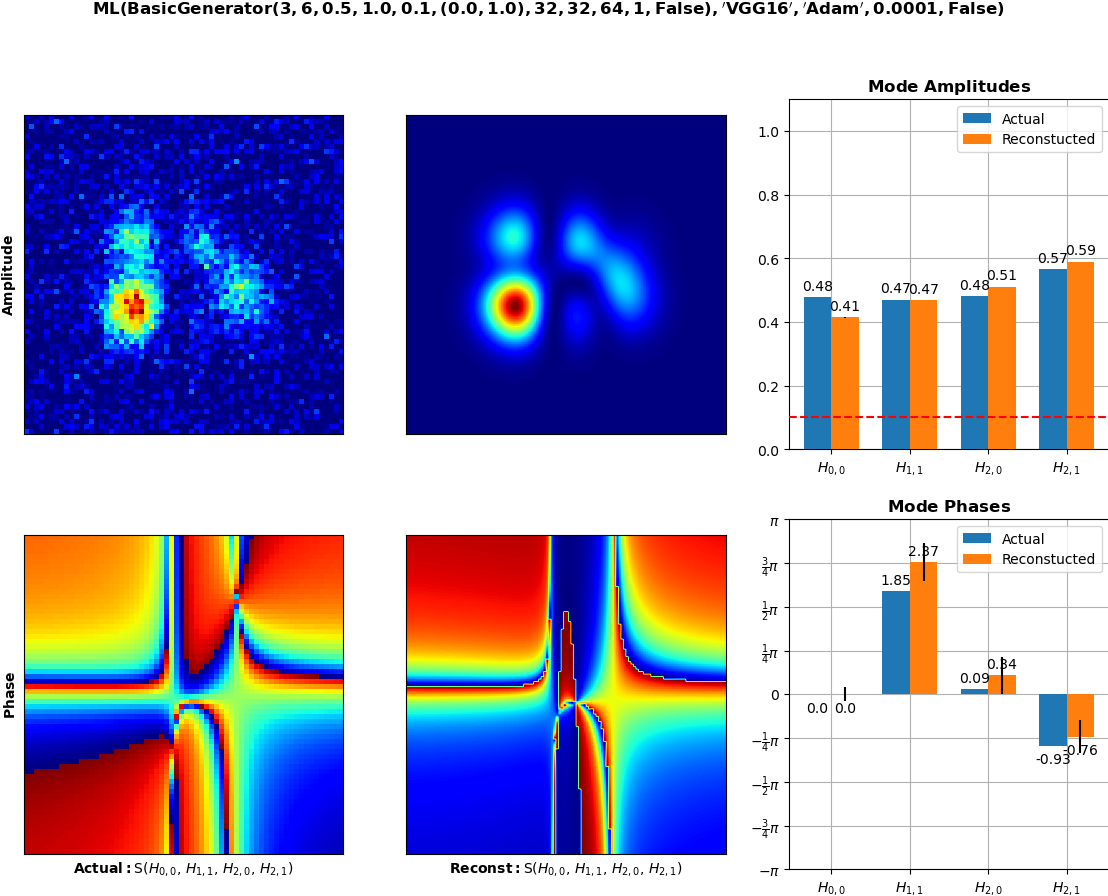 ML(BasicGenerator(3, 6, 0.5, 1.0, 0.1, (0.0, 1.0), 32, 32, 64, 1, False), 'VGG16', 'Adam', 0.0001, False)
Amplitude
Mode Amplitudes
Actual
Reconstucted
1.0
0.8
0.6
0.4
0.2
0.0
0.48
0.41
0.47
0.47
0.48
0.51
0.57
0.59
H0,0
H1,1
H2,0
H2,1
Phase
Actual: S(H0,0, H1,1, H2,0, H2,1)
Reconst: S(H0,0, H1,1, H2,0, H2,1)
Mode Phases
Actual
Reconstucted
π
3/4π
1/2π
1/4π
0
−1/4π
−1/2π
−3/4π
−π
0.0
0.0
1.85
2.37
0.09
0.34
-0.93
-0.76
H0,0
H1,1
H2,0
H2,1